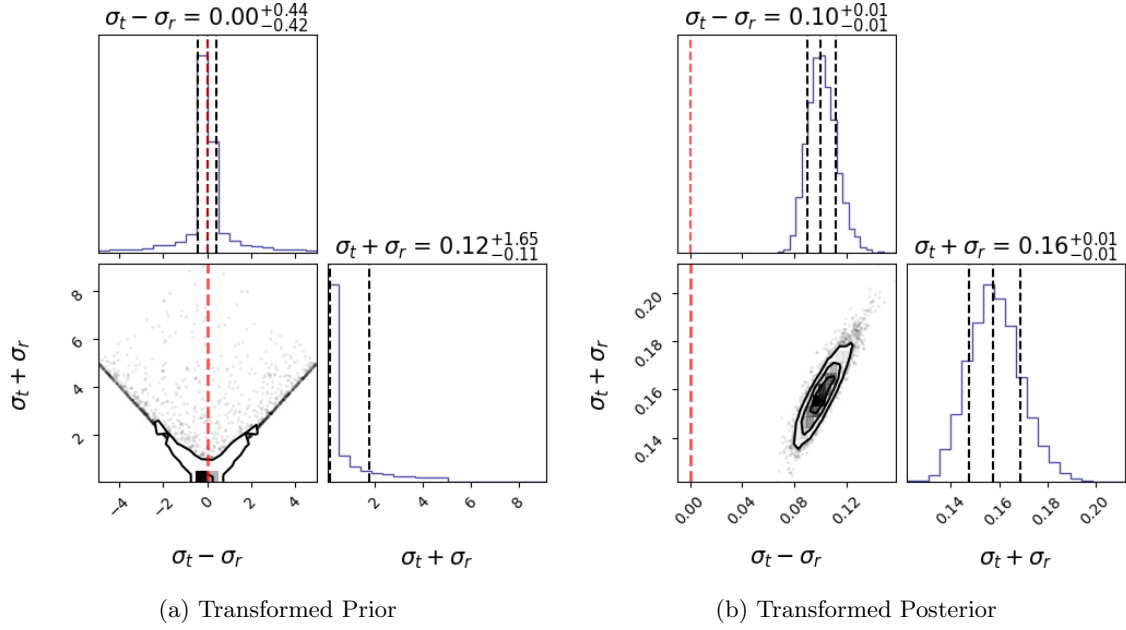 σ_t − σ_r = 0.00^{+0.44}_{−0.42}
σ_t + σ_r
8
6
4
2
σ_t + σ_r = 0.12^{+1.65}_{−0.11}
−4 −2 0 2 4
2 4 6 8
σ_t − σ_r
σ_t + σ_r
(a) Transformed Prior
σ_t − σ_r = 0.10^{+0.01}_{−0.01}
σ_t + σ_r
0.20
0.18
0.16
0.14
σ_t + σ_r = 0.16^{+0.01}_{−0.01}
0.00 0.04 0.08 0.12
0.14 0.16 0.18 0.20
σ_t − σ_r
σ_t + σ_r
(b) Transformed Posterior